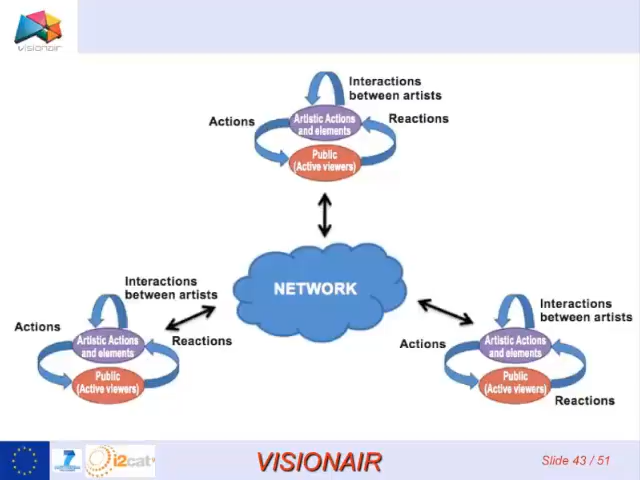 visionair
Interactions
between artists
Actions
Artistic Actions
and elements
Reactions
Public
(Active viewers)
NETWORK
Interactions
between artists
Actions
Artistic Actions
and elements
Reactions
Public
(Active viewers)
Interactions
between artists
Actions
Artistic Actions
and elements
Public
(Active viewers)
Reactions
7
i2cat
VISIONAIR
Slide 43 / 51